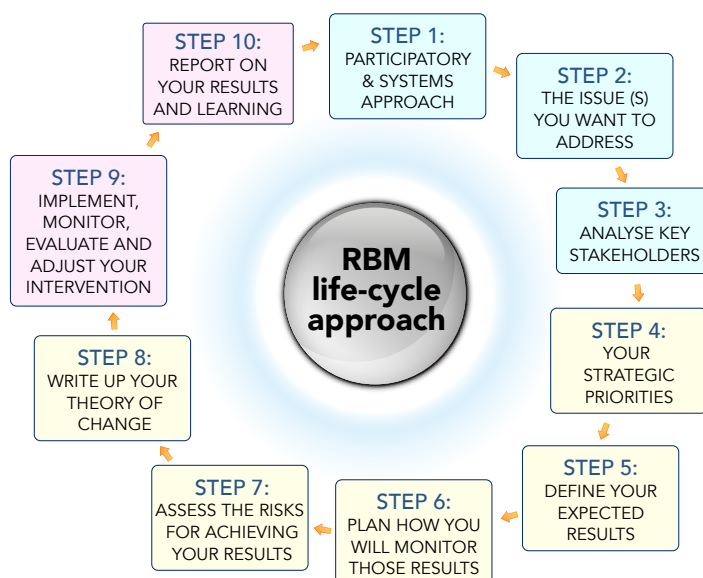 STEP 1:
PARTICIPATORY
& SYSTEMS
APPROACH
STEP 2:
THE ISSUE (S)
YOU WANT TO
ADDRESS
STEP 3:
ANALYSE KEY
STAKEHOLDERS
STEP 4:
YOUR
STRATEGIC
PRIORITIES
STEP 5:
DEFINE YOUR
EXPECTED
RESULTS
STEP 6:
PLAN HOW YOU
WILL MONITOR
THOSE RESULTS
STEP 7:
ASSESS THE RISKS
FOR ACHIEVING
YOUR RESULTS
STEP 8:
WRITE UP YOUR
THEORY OF
CHANGE
STEP 9:
IMPLEMENT,
MONITOR,
EVALUATE AND
ADJUST YOUR
INTERVENTION
STEP 10:
REPORT ON
YOUR RESULTS
AND LEARNING
RBM
life-cycle
approach